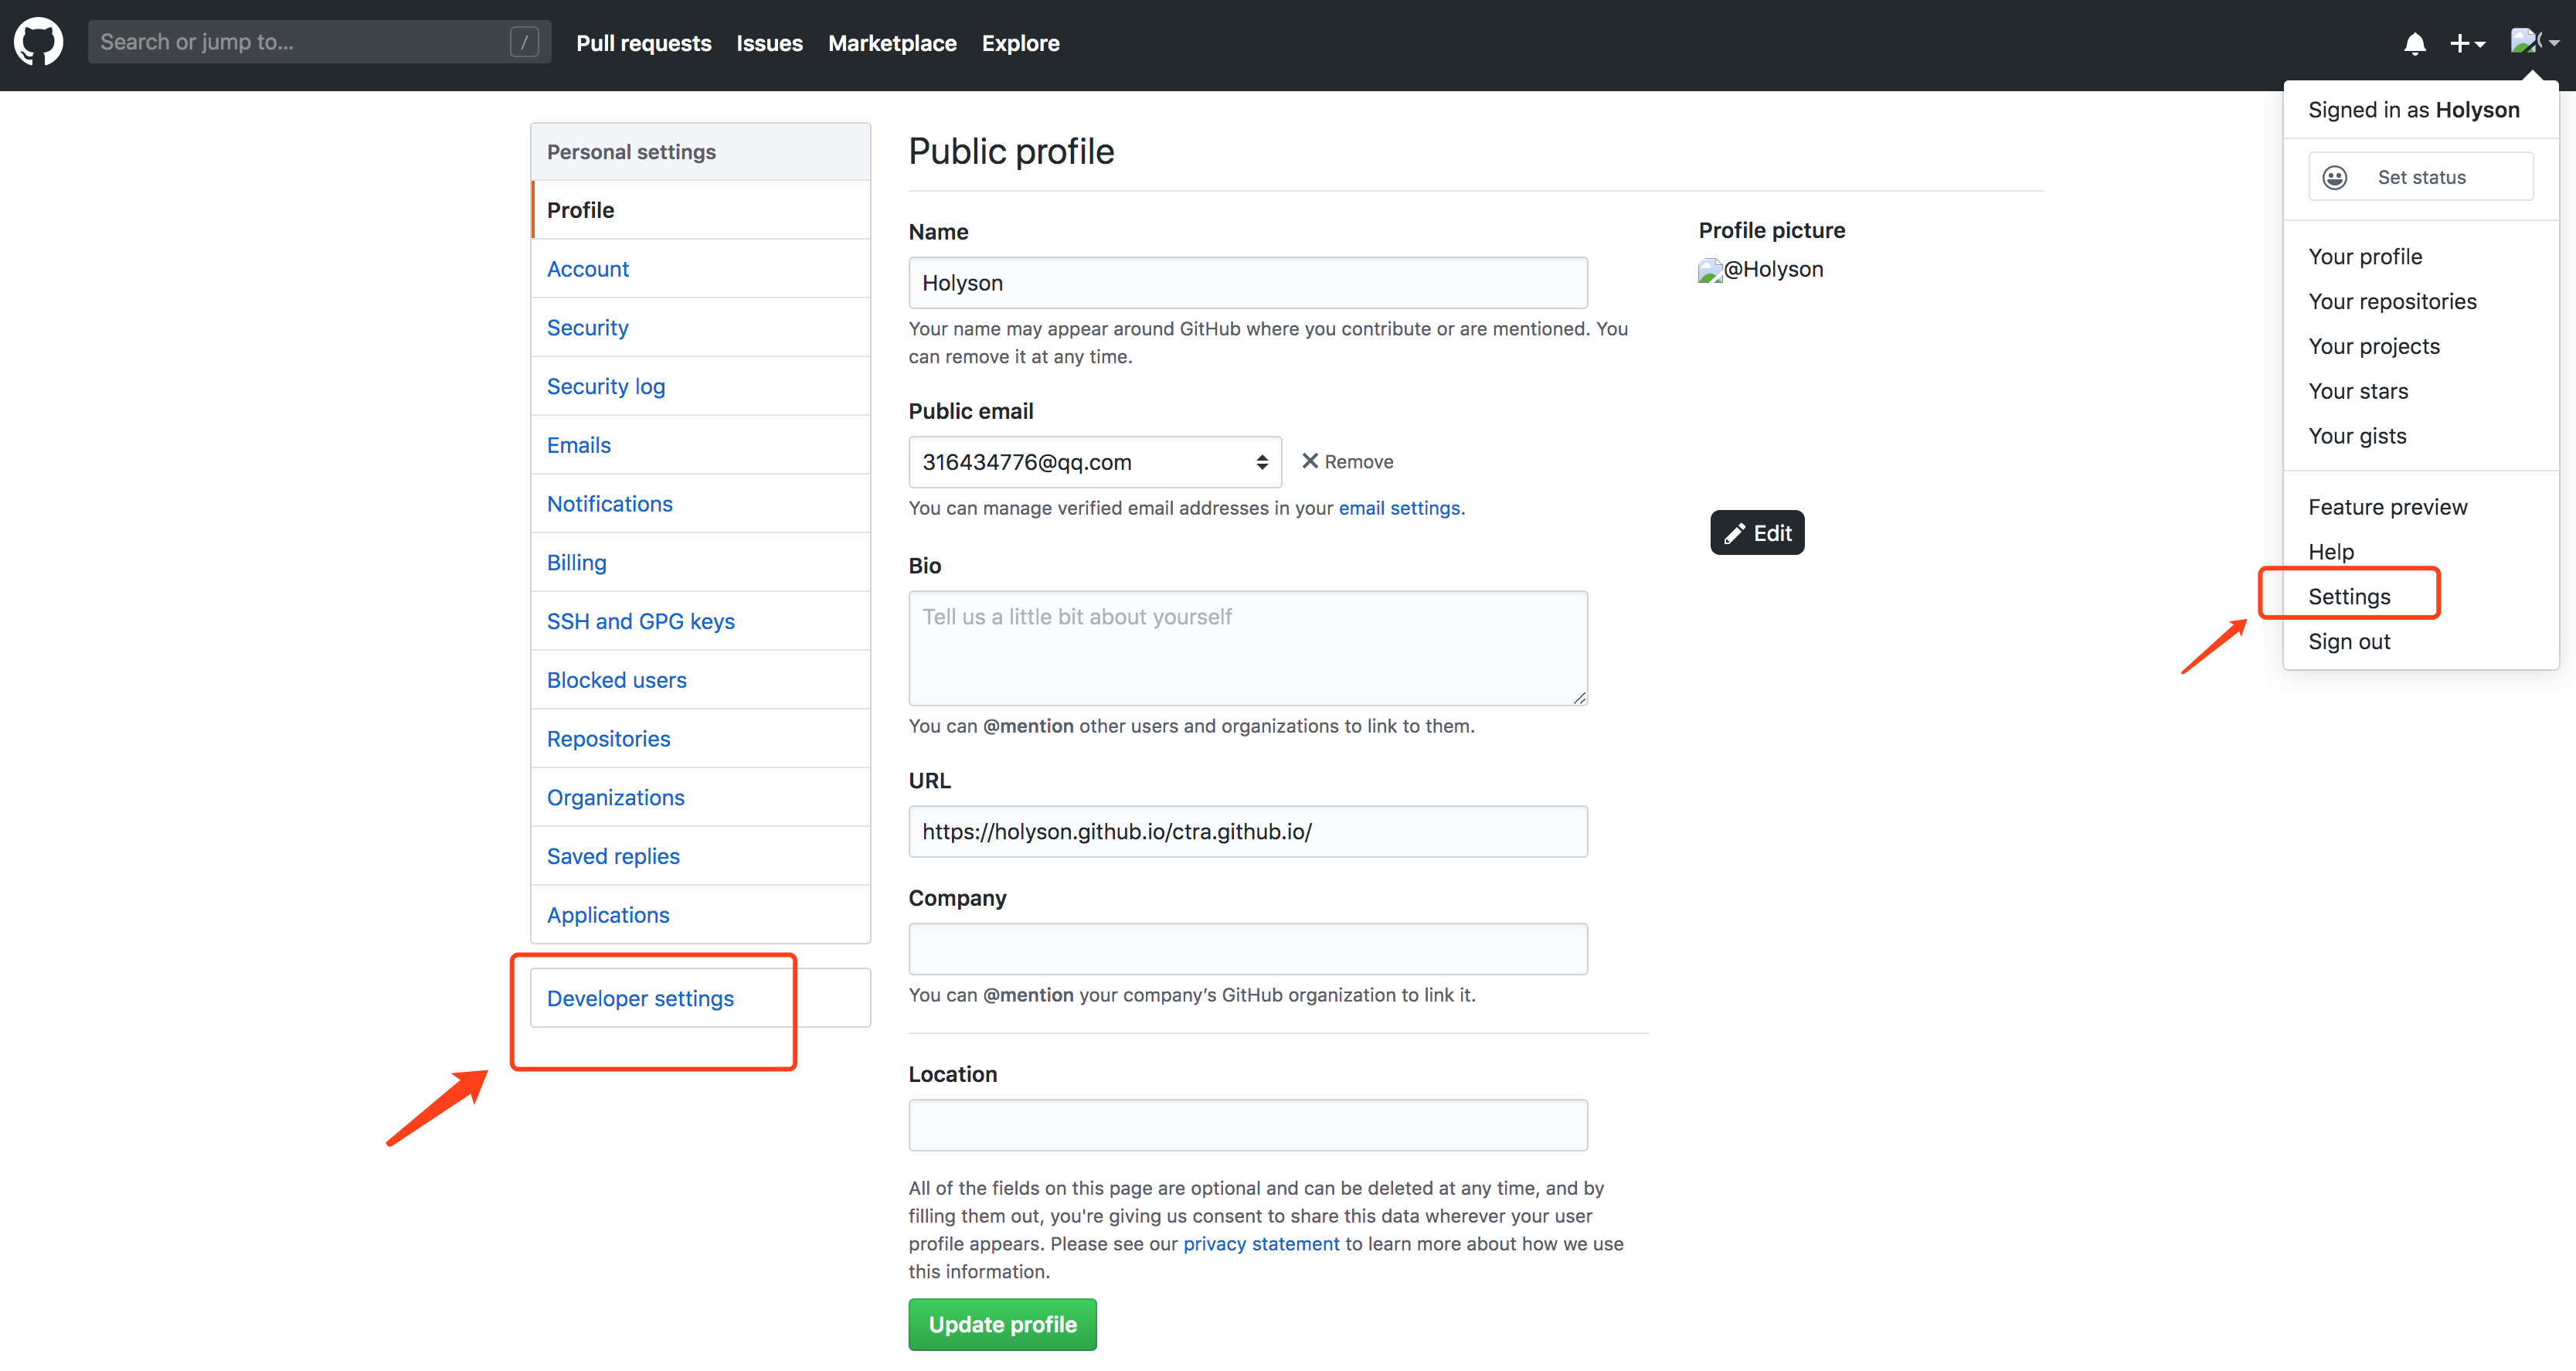 Search or jump to...
/
Pull requests
Issues
Marketplace
Explore
Signed in as Holyson
Set status
Your profile
Your repositories
Your projects
Your stars
Your gists
Feature preview
Help
Settings
Sign out
Personal settings
Profile
Account
Security
Security log
Emails
Notifications
Billing
SSH and GPG keys
Blocked users
Repositories
Organizations
Saved replies
Applications
Developer settings
Public profile
Name
Holyson
Your name may appear around GitHub where you contribute or are mentioned. You
can remove it at any time.
Public email
316434776@qq.com
Remove
You can manage verified email addresses in your email settings.
Bio
Tell us a little bit about yourself
You can @mention other users and organizations to link to them.
URL
https://holyson.github.io/ctra.github.io/
Company
You can @mention your company’s GitHub organization to link it.
Location
All of the fields on this page are optional and can be deleted at any time, and by
filling them out, you're giving us consent to share this data wherever your user
profile appears. Please see our privacy statement to learn more about how we use
this information.
Update profile
Profile picture
@Holyson
Edit